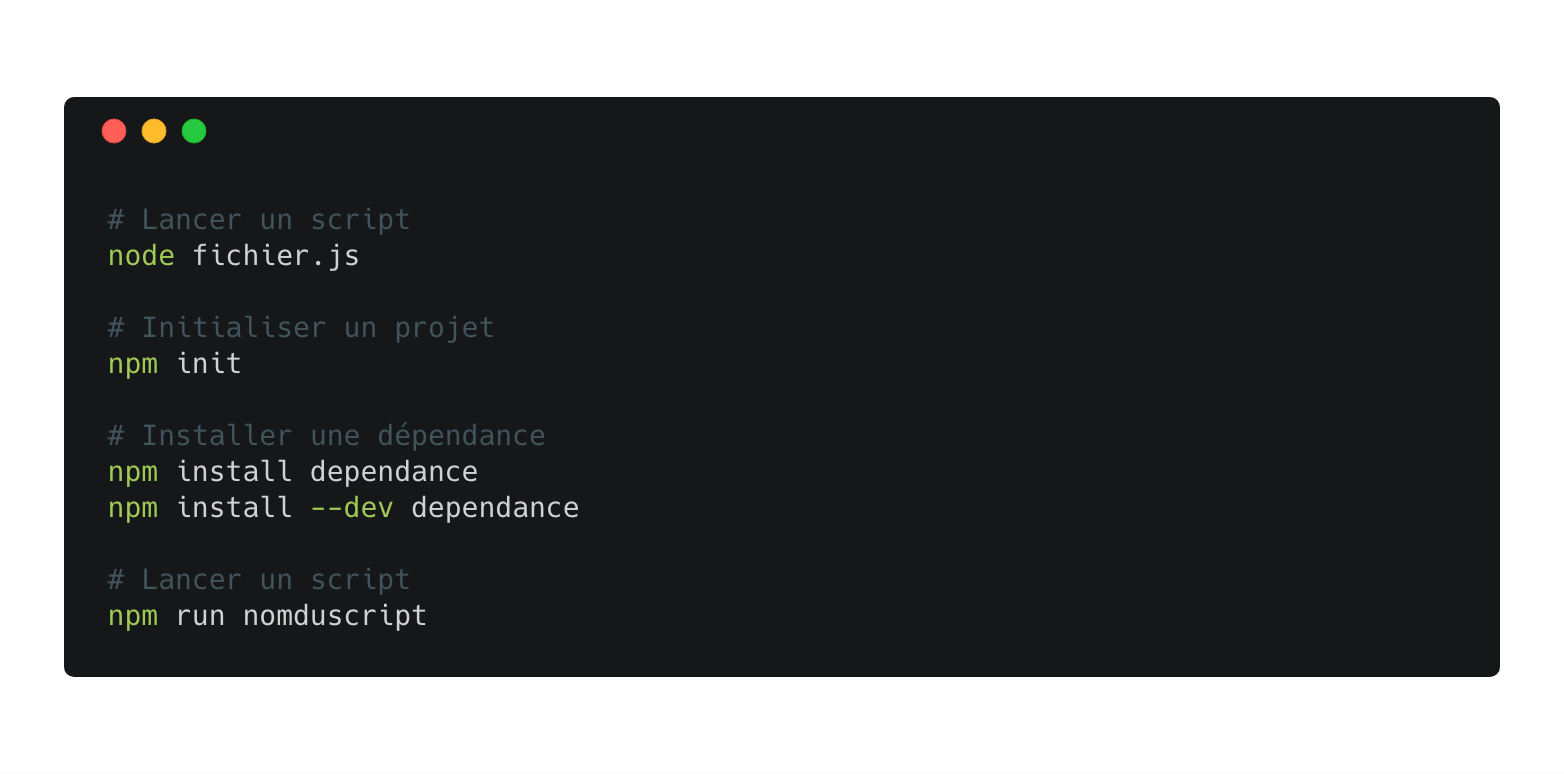 # Lancer un script
node fichier.js
# Initialiser un projet
npm init
# Installer une dépendance
npm install dependance
npm install --dev dependance
# Lancer un script
npm run nomduscript